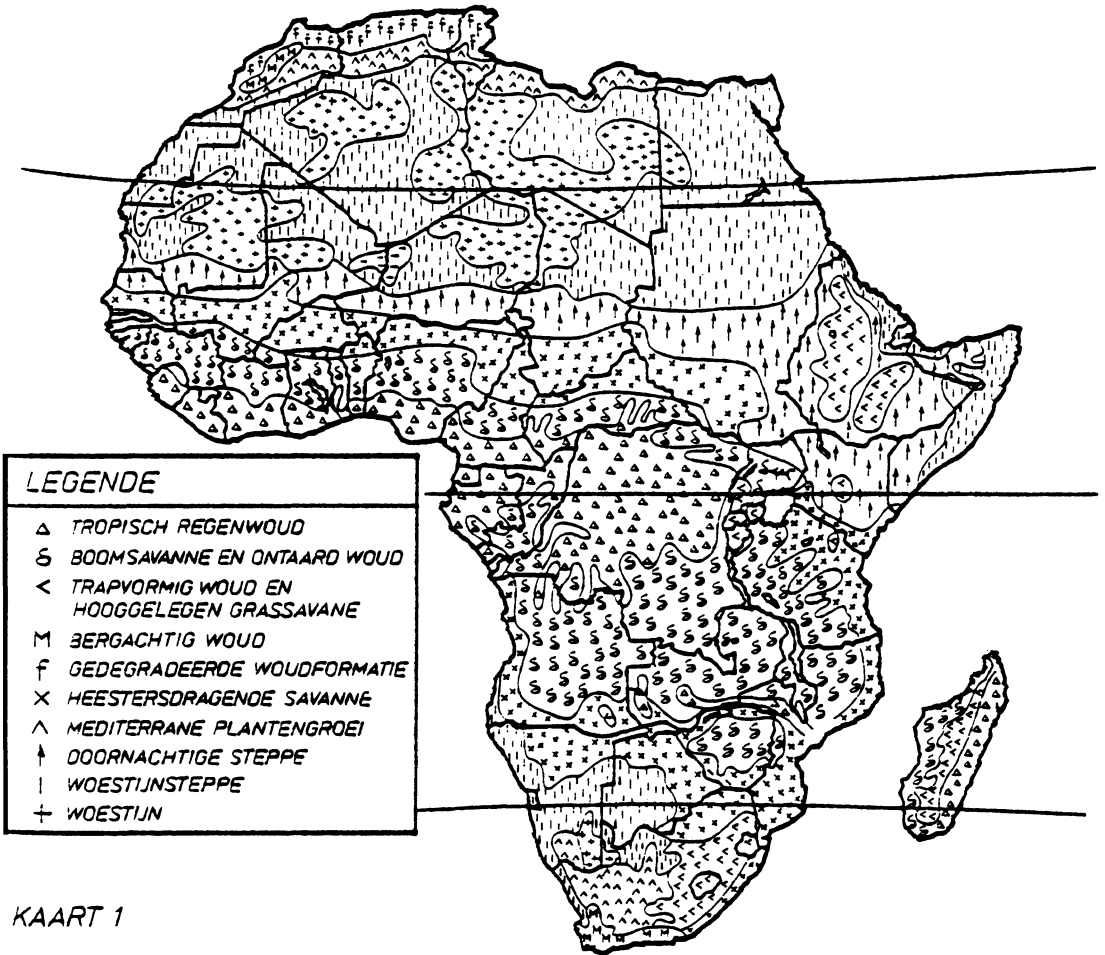 LEGENDE
TROPISCH REGENWOUD
BOOMSAVANNE EN ONTAARD WOUD
TRAPVORMIG WOUD EN
HOOGGELEGEN GRASSAVANE
BERGACHTIG WOUD
GEDEGRADEERDE WOUDFORMATIE
HEESTERSDRAGENDE SAVANNE
MEDITERRANE PLANTENGROEI
DOORNACHTIGE STEPPE
WOESTIJNSTEPPE
WOESTIJN
KAART 1